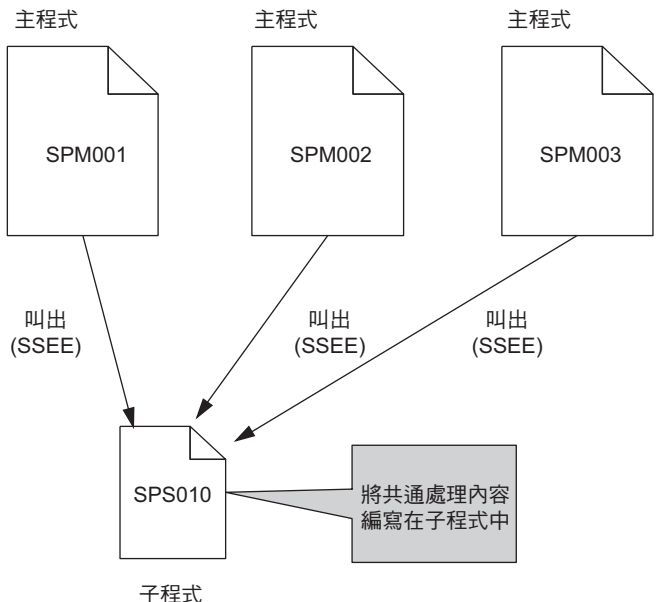 主程式
主程式
主程式
SPM001
SPM002
SPM003
叫出
(SSEE)
叫出
(SSEE)
叫出
(SSEE)
SPS010
將共通處理內容
編寫在子程式中
子程式